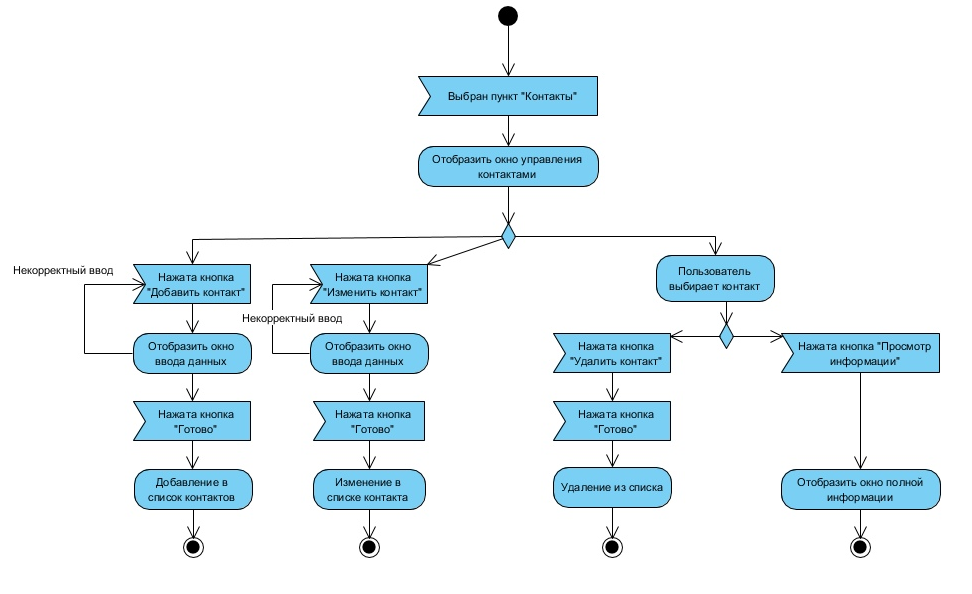 Выбран пункт "Контакты"
Отобразить окно управления
контактами
Некорректный ввод
Нажата кнопка
"Добавить контакт"
Нажата кнопка
"Изменить контакт"
Пользователь
выбирает контакт
Некорректный ввод
Отобразить окно
ввода данных
Отобразить окно
ввода данных
Нажата кнопка
"Удалить контакт"
Нажата кнопка "Просмотр
информации"
Нажата кнопка
"Готово"
Нажата кнопка
"Готово"
Нажата кнопка
"Готово"
Добавление в
список контактов
Изменение в
списке контакта
Удаление из списка
Отобразить окно полной
информации